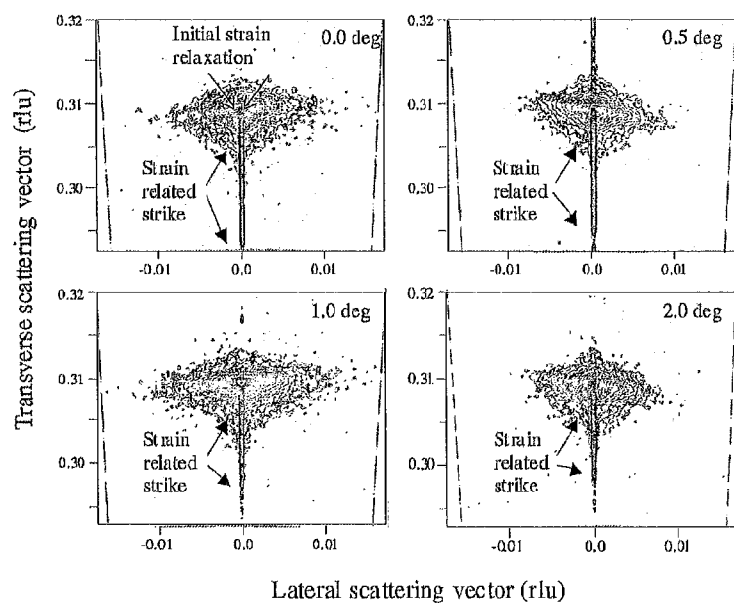 Transverse scattering vector (rlu)
0.32
0.31
0.30
Initial strain
relaxation
0.0 deg
Strain
related
strike
-0.01
0.0
0.01
0.32
0.31
0.30
0.5 deg
Strain
related
strike
-0.01
0.0
0.01
0.32
0.31
0.30
1.0 deg
Strain
related
strike
-0.01
0.0
0.01
0.32
0.31
0.30
2.0 deg
Strain
related
strike
-0.01
0.0
0.01
Lateral scattering vector (rlu)